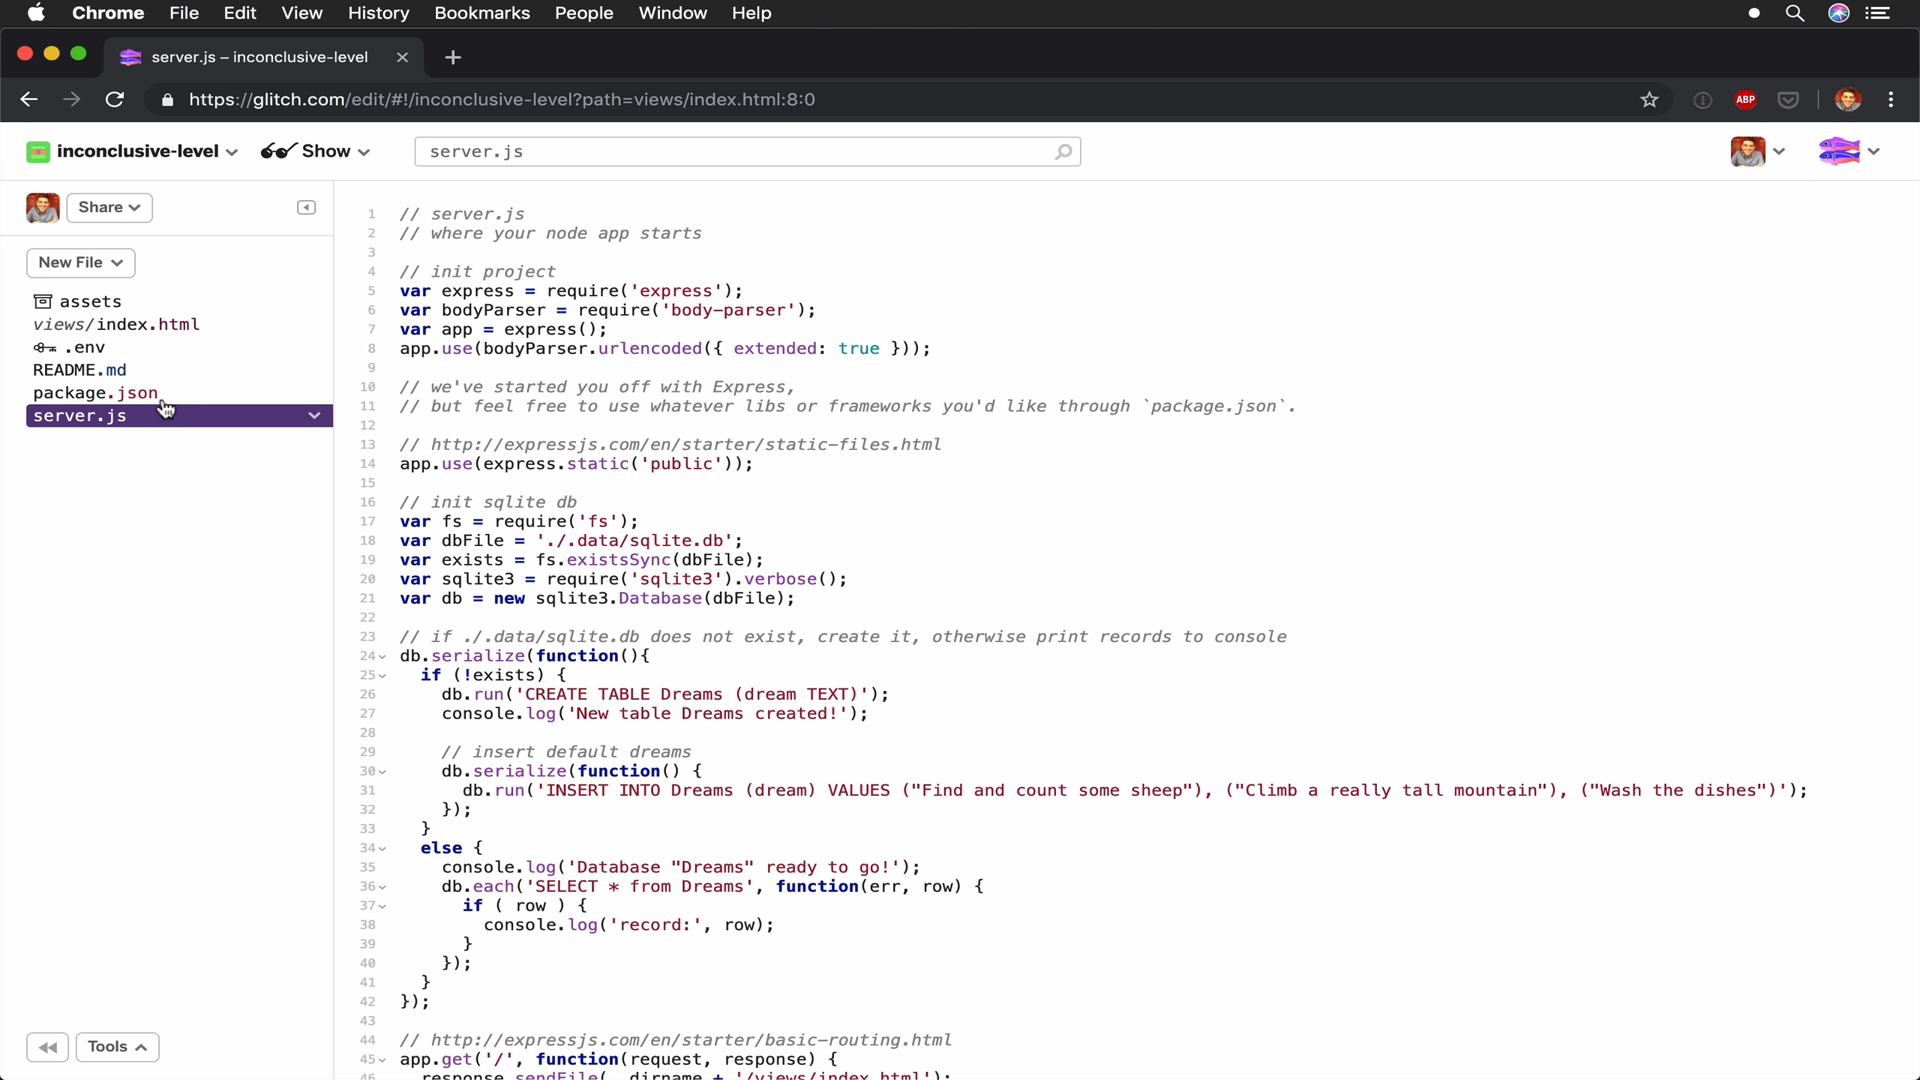 Chrome File Edit View History Bookmarks People Window Help
server.js – inconclusive-level
https://glitch.com/edit/#!/inconclusive-level?path=views/index.html:8:0
ABP
inconclusive-level Show server.js
Share
New File
assets
views/index.html
.env
README.md
package.json
server.js
Tools
1 // server.js
2 // where your node app starts
3
4 // init project
5 var express = require('express');
6 var bodyParser = require('body-parser');
7 var app = express();
8 app.use(bodyParser.urlencoded({ extended: true }));
9
10 // we've started you off with Express,
11 // but feel free to use whatever libs or frameworks you'd like through `package.json`.
12
13 // http://expressjs.com/en/starter/static-files.html
14 app.use(express.static('public'));
15
16 // init sqlite db
17 var fs = require('fs');
18 var dbFile = './.data/sqlite.db';
19 var exists = fs.existsSync(dbFile);
20 var sqlite3 = require('sqlite3').verbose();
21 var db = new sqlite3.Database(dbFile);
22
23 // if ./.data/sqlite.db does not exist, create it, otherwise print records to console
24 db.serialize(function(){
25 if (!exists) {
26 db.run('CREATE TABLE Dreams (dream TEXT)');
27 console.log('New table Dreams created!');
28
29 // insert default dreams
30 db.serialize(function() {
31 db.run('INSERT INTO Dreams (dream) VALUES ("Find and count some sheep"), ("Climb a really tall mountain"), ("Wash the dishes")');
32 });
33 }
34 else {
35 console.log('Database "Dreams" ready to go!');
36 db.each('SELECT * from Dreams', function(err, row) {
37 if ( row ) {
38 console.log('record:', row);
39 }
40 });
41 }
42 });
43
44 // http://expressjs.com/en/starter/basic-routing.html
45 app.get('/', function(request, response) {
46 response.sendFile(__dirname + '/views/index.html');